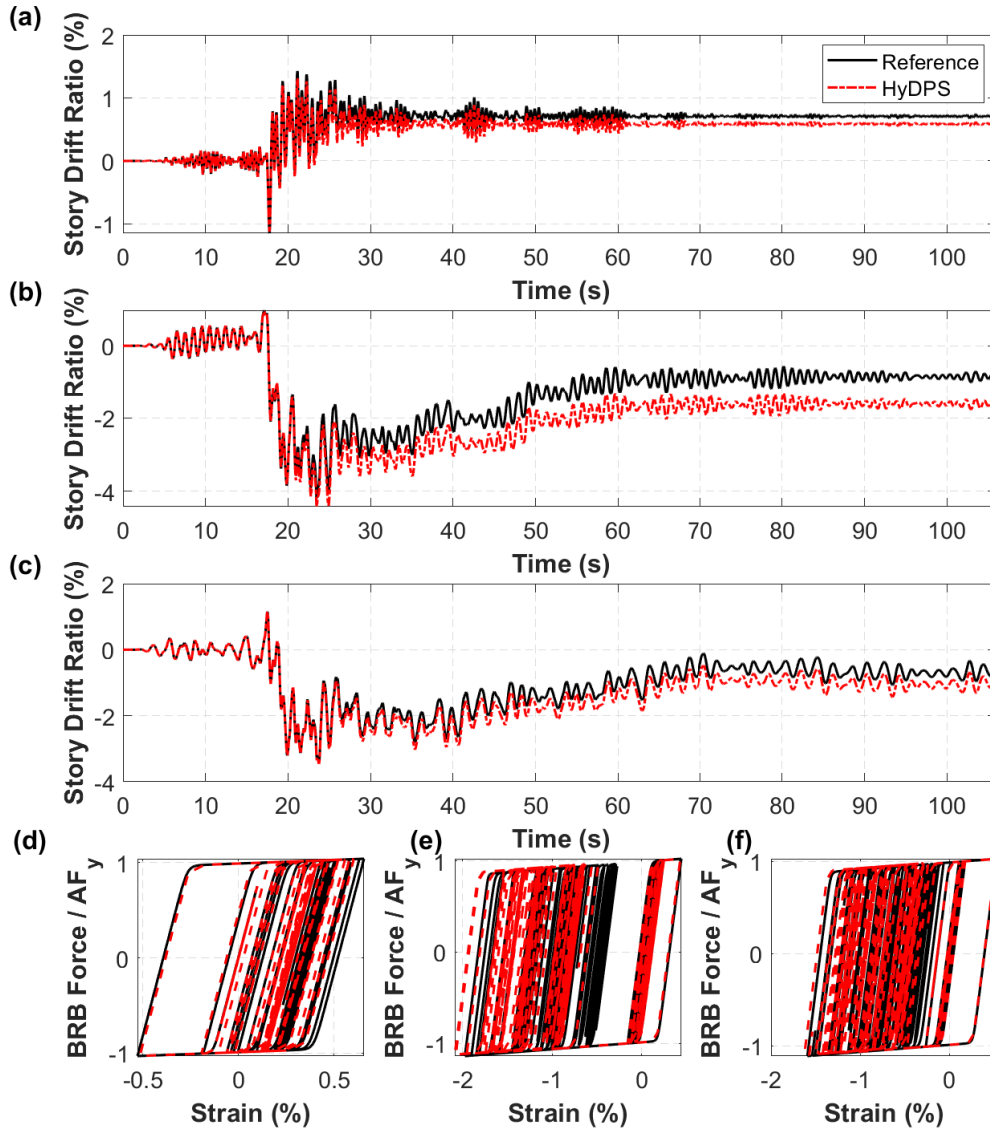 (a)
Story Drift Ratio (%)
2
1
0
-1
Reference
HyDPS
0 10 20 30 40 50 60 70 80 90 100
Time (s)
(b)
Story Drift Ratio (%)
0
-2
-4
0 10 20 30 40 50 60 70 80 90 100
Time (s)
(c)
Story Drift Ratio (%)
2
0
-2
-4
0 10 20 30 40 50 60 70 80 90 100
Time (s)
(d)
BRB Force / AFy
1
0
-1
-0.5 0 0.5
Strain (%)
(e)
BRB Force / AFy
1
0
-1
-2 -1 0
Strain (%)
(f)
BRB Force / AFy
1
0
-1
-2 -1 0
Strain (%)